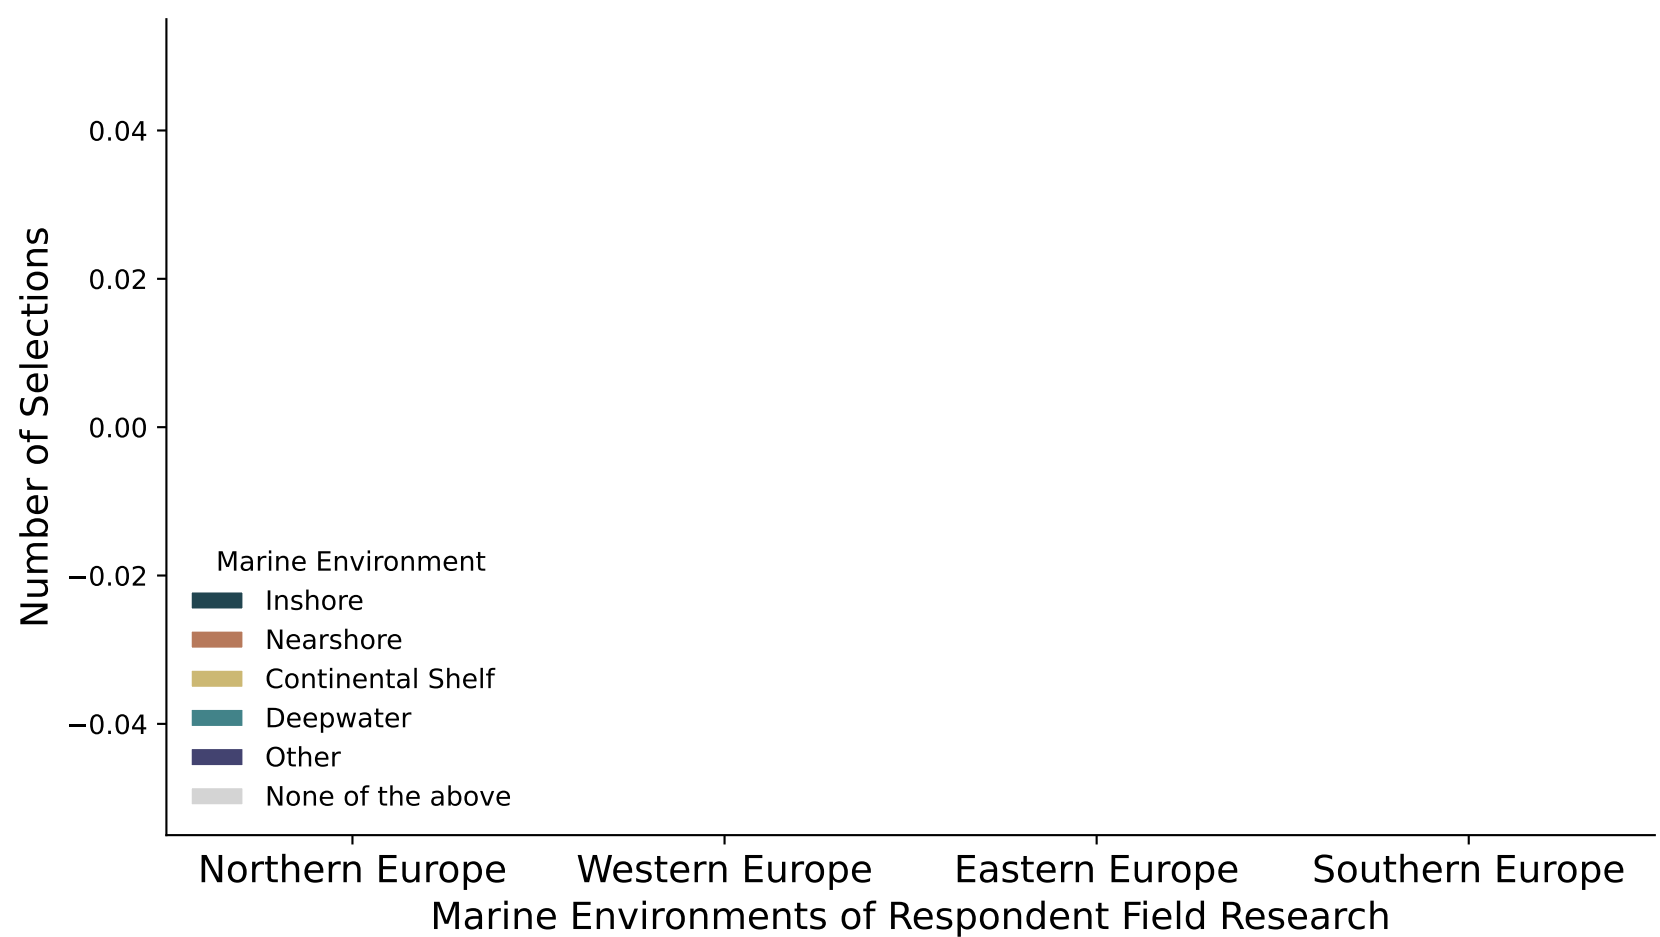 Number of Selections
0.04
0.02
0.00
−0.02
−0.04
Marine Environment
Inshore
Nearshore
Continental Shelf
Deepwater
Other
None of the above
Northern Europe Western Europe Eastern Europe Southern Europe
Marine Environments of Respondent Field Research